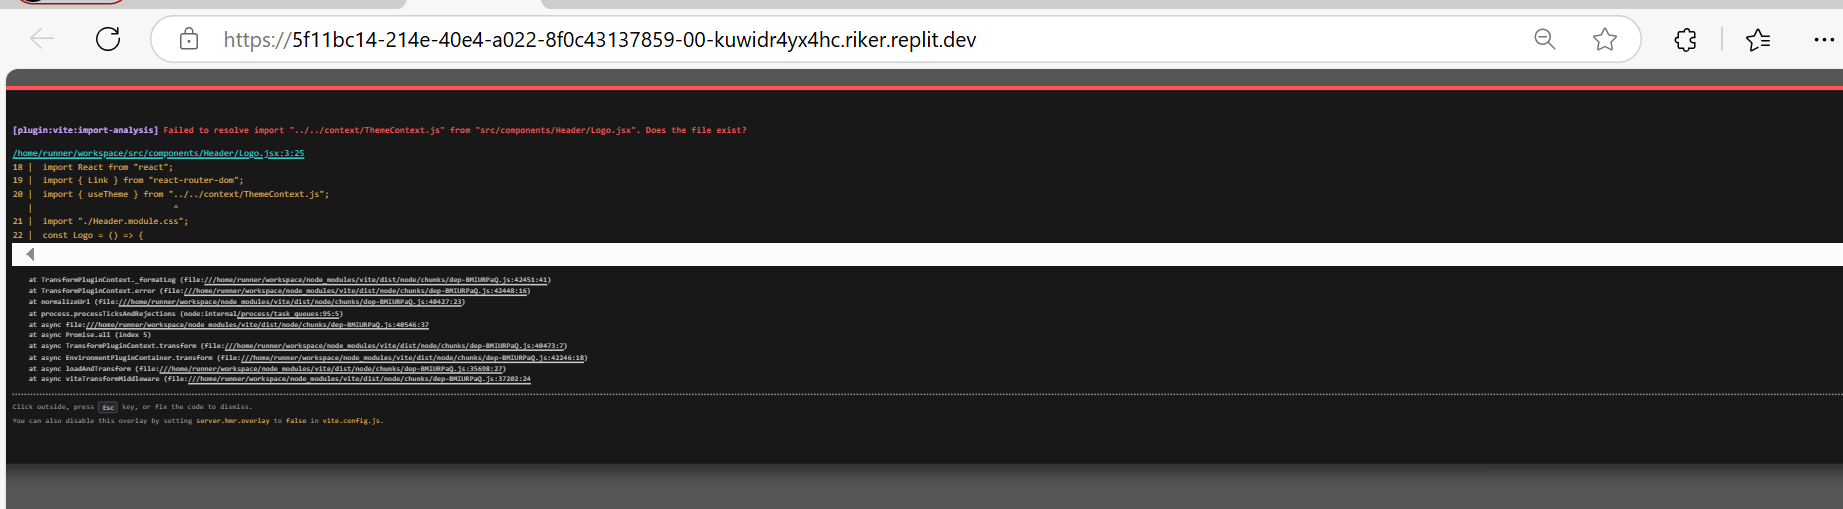 https://5f11bc14-214e-40e4-a022-8f0c43137859-00-kuwidr4yx4hc.riker.replit.dev
[plugin:vite:import-analysis] Failed to resolve import "../../context/ThemeContext.js" from "src/components/Header/Logo.jsx". Does the file exist?
/home/runner/workspace/src/components/Header/Logo.jsx:3:25
18 |  import React from "react";
19 |  import { Link } from "react-router-dom";
20 |  import { useTheme } from "../../context/ThemeContext.js";
   |                            ^
21 |  import "./Header.module.css";
22 |  const Logo = () => {
at TransformPluginContext._formatLog (file:///home/runner/workspace/node_modules/vite/dist/node/chunks/dep-BMIURPaQ.js:42451:41)
at TransformPluginContext.error (file:///home/runner/workspace/node_modules/vite/dist/node/chunks/dep-BMIURPaQ.js:42448:16)
at normalizeUrl (file:///home/runner/workspace/node_modules/vite/dist/node/chunks/dep-BMIURPaQ.js:40427:23)
at process.processTicksAndRejections (node:internal/process/task_queues:95:5)
at async file:///home/runner/workspace/node_modules/vite/dist/node/chunks/dep-BMIURPaQ.js:40546:37
at async Promise.all (index 5)
at async TransformPluginContext.transform (file:///home/runner/workspace/node_modules/vite/dist/node/chunks/dep-BMIURPaQ.js:40473:7)
at async EnvironmentPluginContainer.transform (file:///home/runner/workspace/node_modules/vite/dist/node/chunks/dep-BMIURPaQ.js:42246:18)
at async loadAndTransform (file:///home/runner/workspace/node_modules/vite/dist/node/chunks/dep-BMIURPaQ.js:35698:27)
at async viteTransformMiddleware (file:///home/runner/workspace/node_modules/vite/dist/node/chunks/dep-BMIURPaQ.js:37202:24
Click outside, press Esc key, or fix the code to dismiss.
You can also disable this overlay by setting server.hmr.overlay to false in vite.config.js.